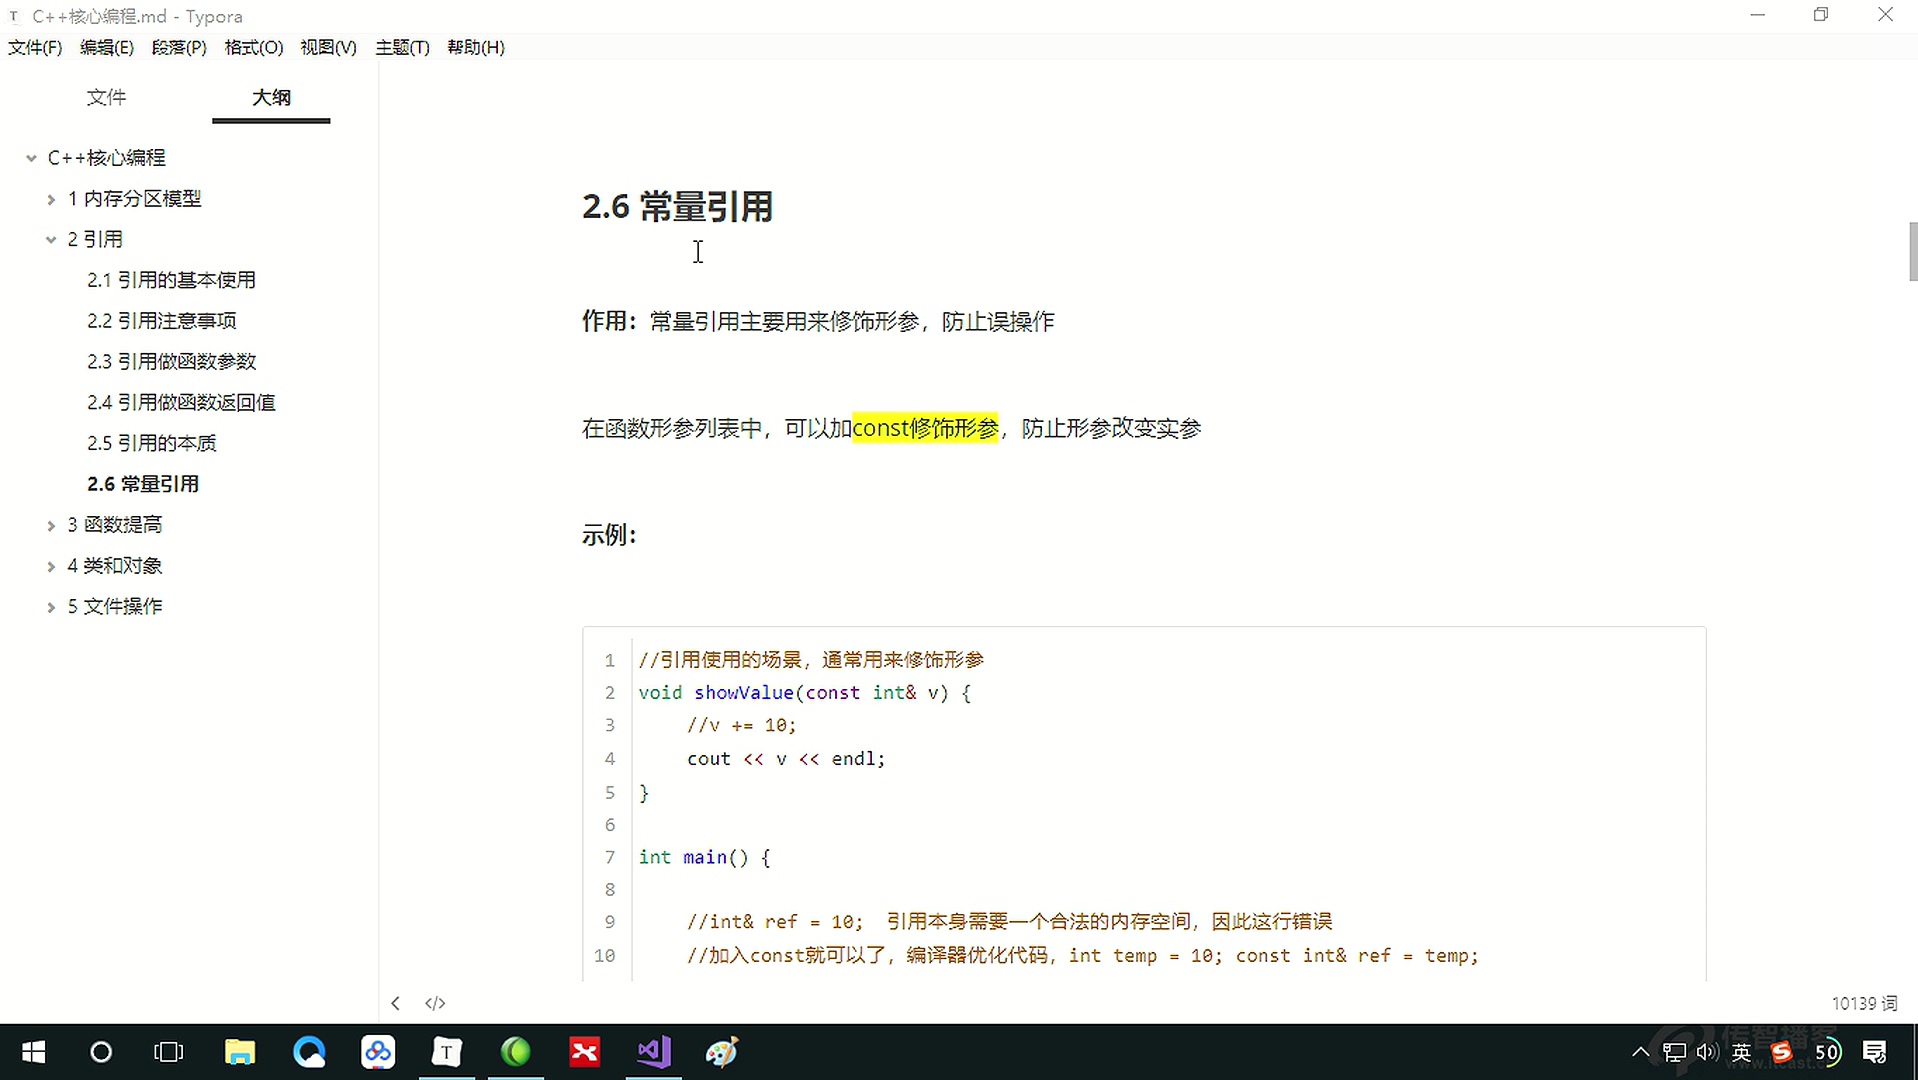 C++核心编程.md - Typora
文件(F) 编辑(E) 段落(P) 格式(O) 视图(V) 主题(T) 帮助(H)
文件 大纲
C++核心编程
1 内存分区模型
2 引用
2.1 引用的基本使用
2.2 引用注意事项
2.3 引用做函数参数
2.4 引用做函数返回值
2.5 引用的本质
2.6 常量引用
3 函数提高
4 类和对象
5 文件操作
2.6 常量引用
作用：常量引用主要用来修饰形参，防止误操作
在函数形参列表中，可以加const修饰形参，防止形参改变实参
示例：
1 //引用使用的场景，通常用来修饰形参
2 void showValue(const int& v) {
3 //v += 10;
4 cout << v << endl;
5 }
6
7 int main() {
8
9 //int& ref = 10;  引用本身需要一个合法的内存空间，因此这行错误
10 //加入const就可以了，编译器优化代码，int temp = 10; const int& ref = temp;
10139 词
英 50
传智播客